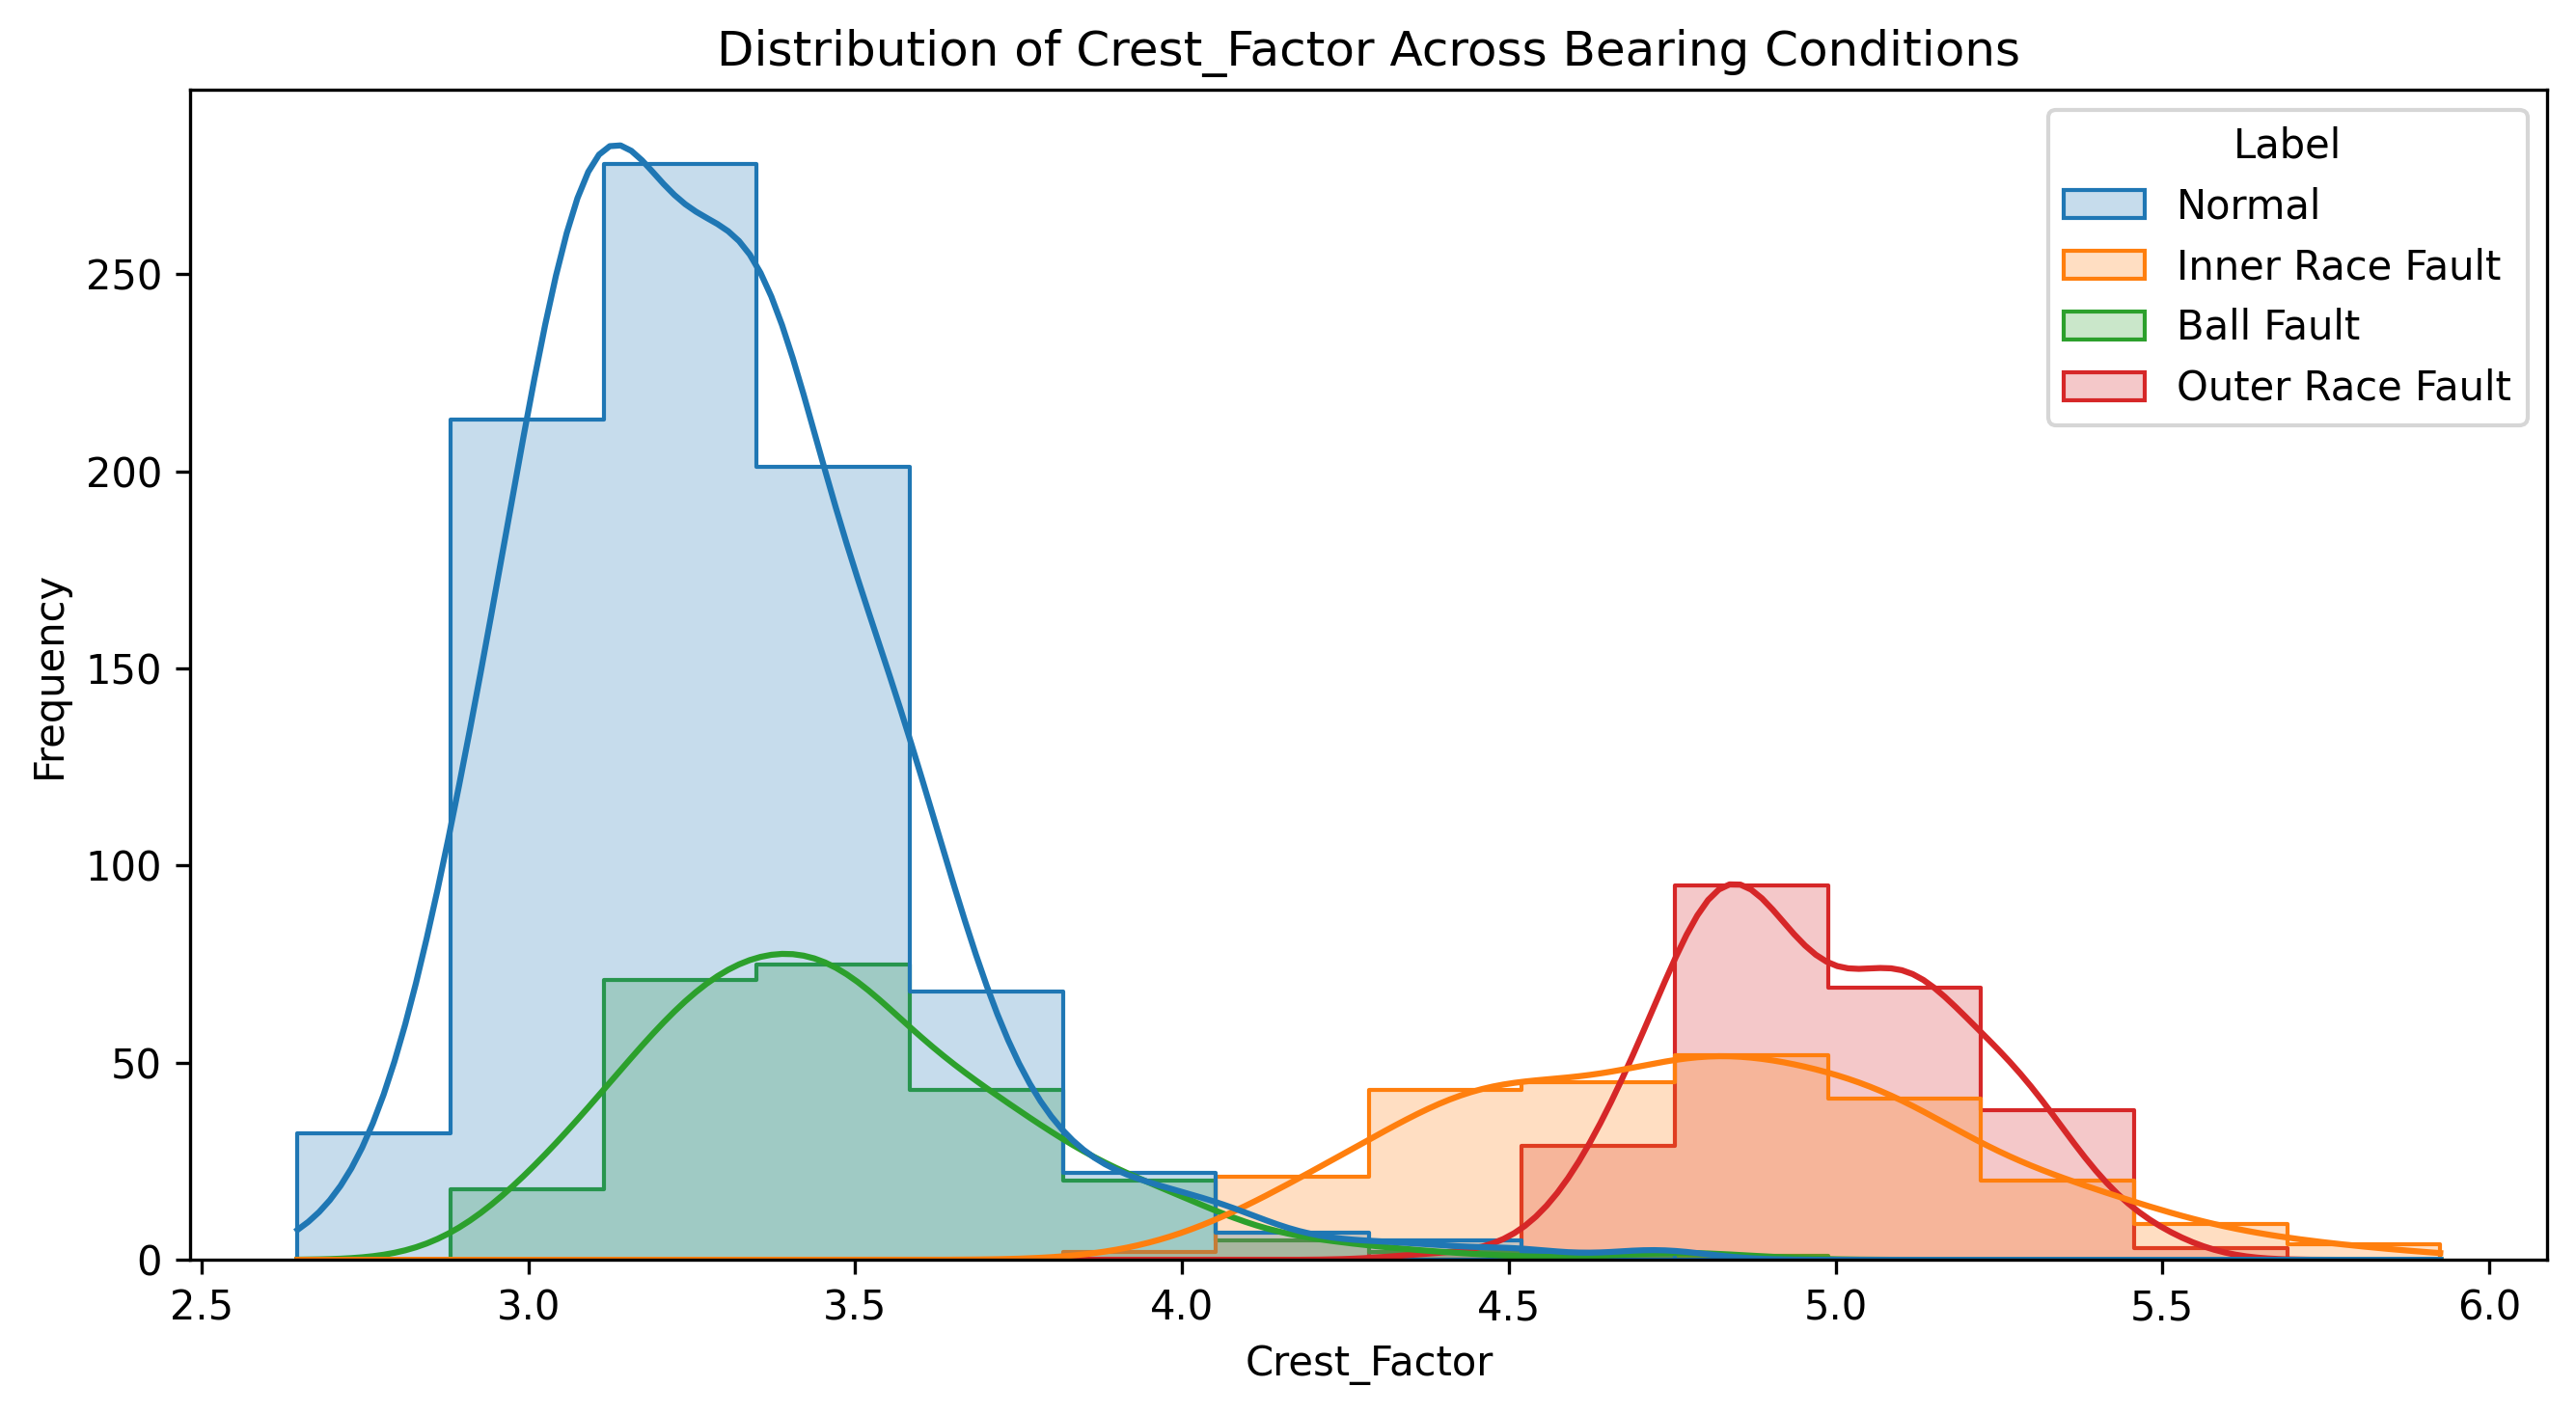 Distribution of Crest_Factor Across Bearing Conditions
Label
Normal
Inner Race Fault
Ball Fault
Outer Race Fault
Frequency
250
200
150
100
50
0
2.5 3.0 3.5 4.0 4.5 5.0 5.5 6.0
Crest_Factor